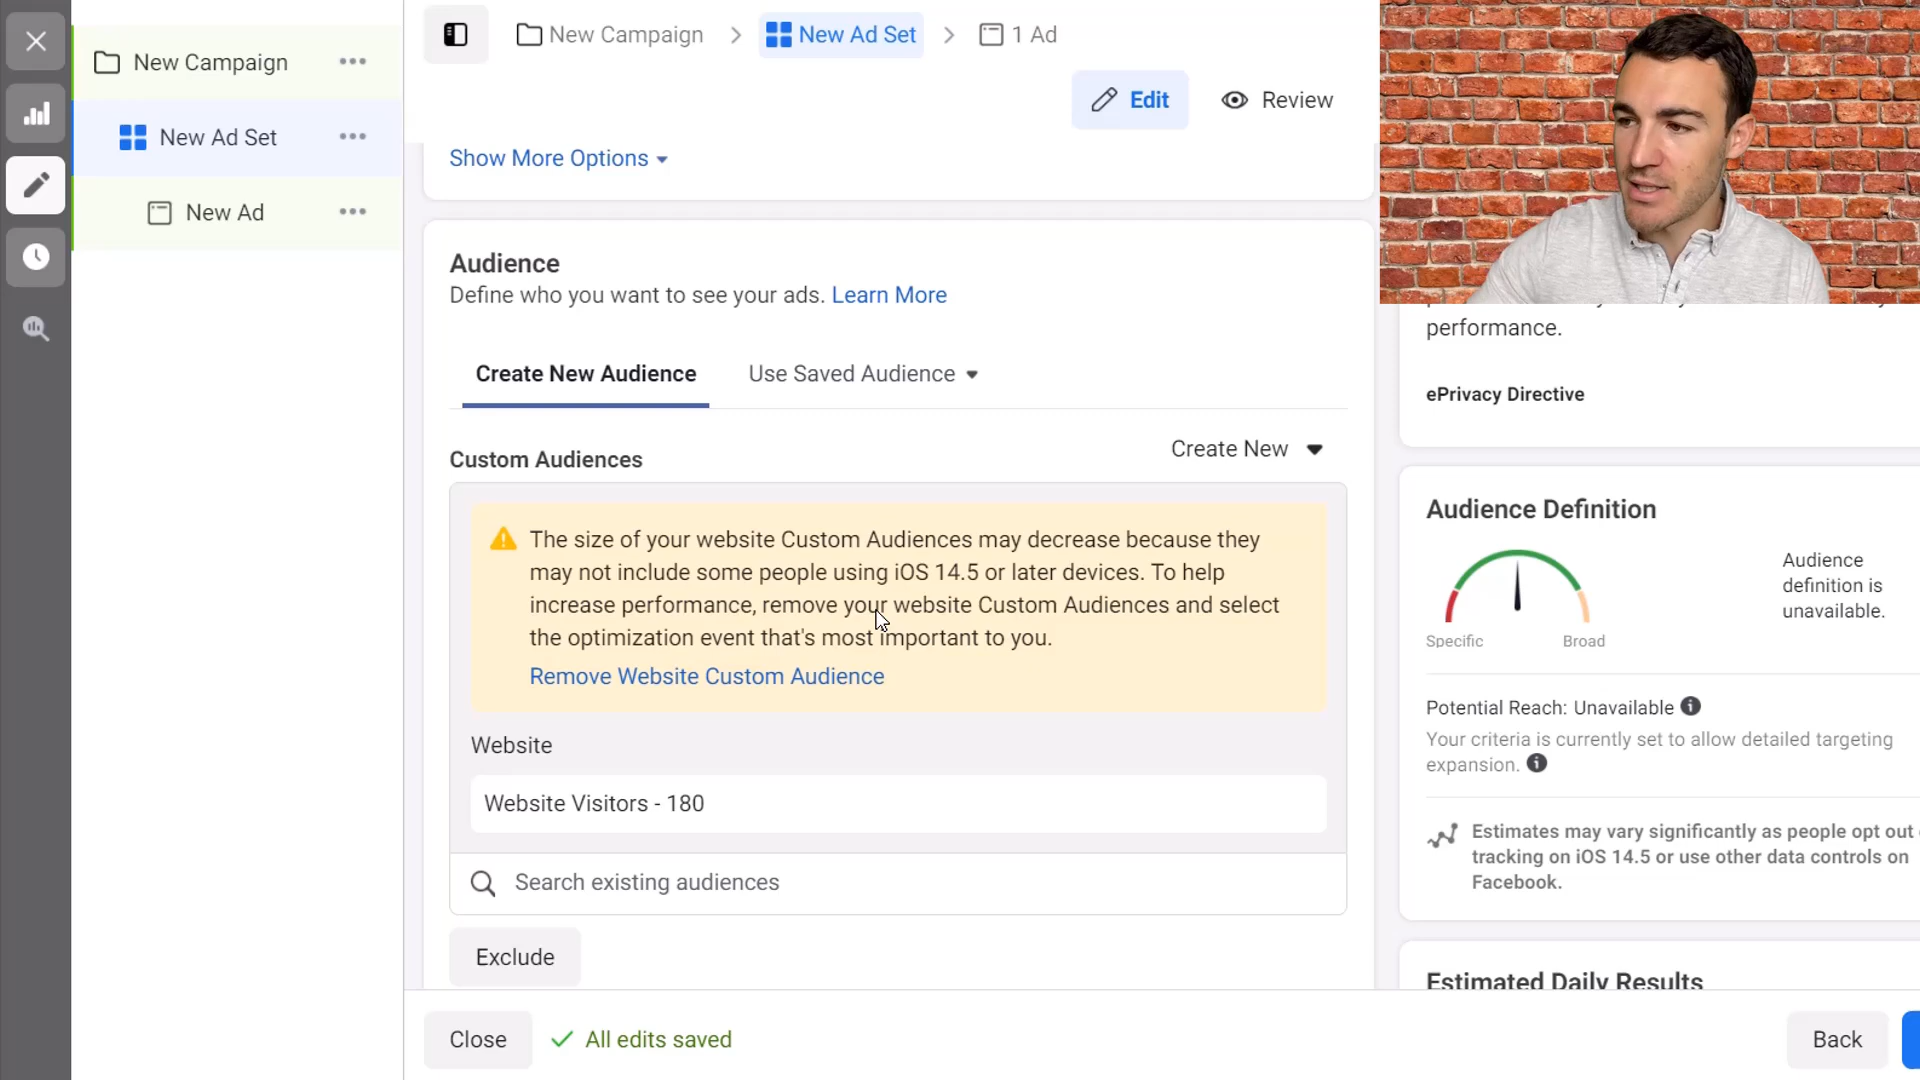 New Campaign
New Ad Set
New Ad
New Campaign > New Ad Set > 1 Ad
Edit
Review
Show More Options
Audience
Define who you want to see your ads. Learn More
Create New Audience
Use Saved Audience
Custom Audiences
Create New
The size of your website Custom Audiences may decrease because they
may not include some people using iOS 14.5 or later devices. To help
increase performance, remove your website Custom Audiences and select
the optimization event that's most important to you.
Remove Website Custom Audience
Website
Website Visitors - 180
Search existing audiences
Exclude
Close
All edits saved
Back
performance.
ePrivacy Directive
Audience Definition
Specific
Broad
Audience
definition is
unavailable.
Potential Reach: Unavailable
Your criteria is currently set to allow detailed targeting
expansion.
Estimates may vary significantly as people opt out
tracking on iOS 14.5 or use other data controls on
Facebook.
Estimated Daily Results